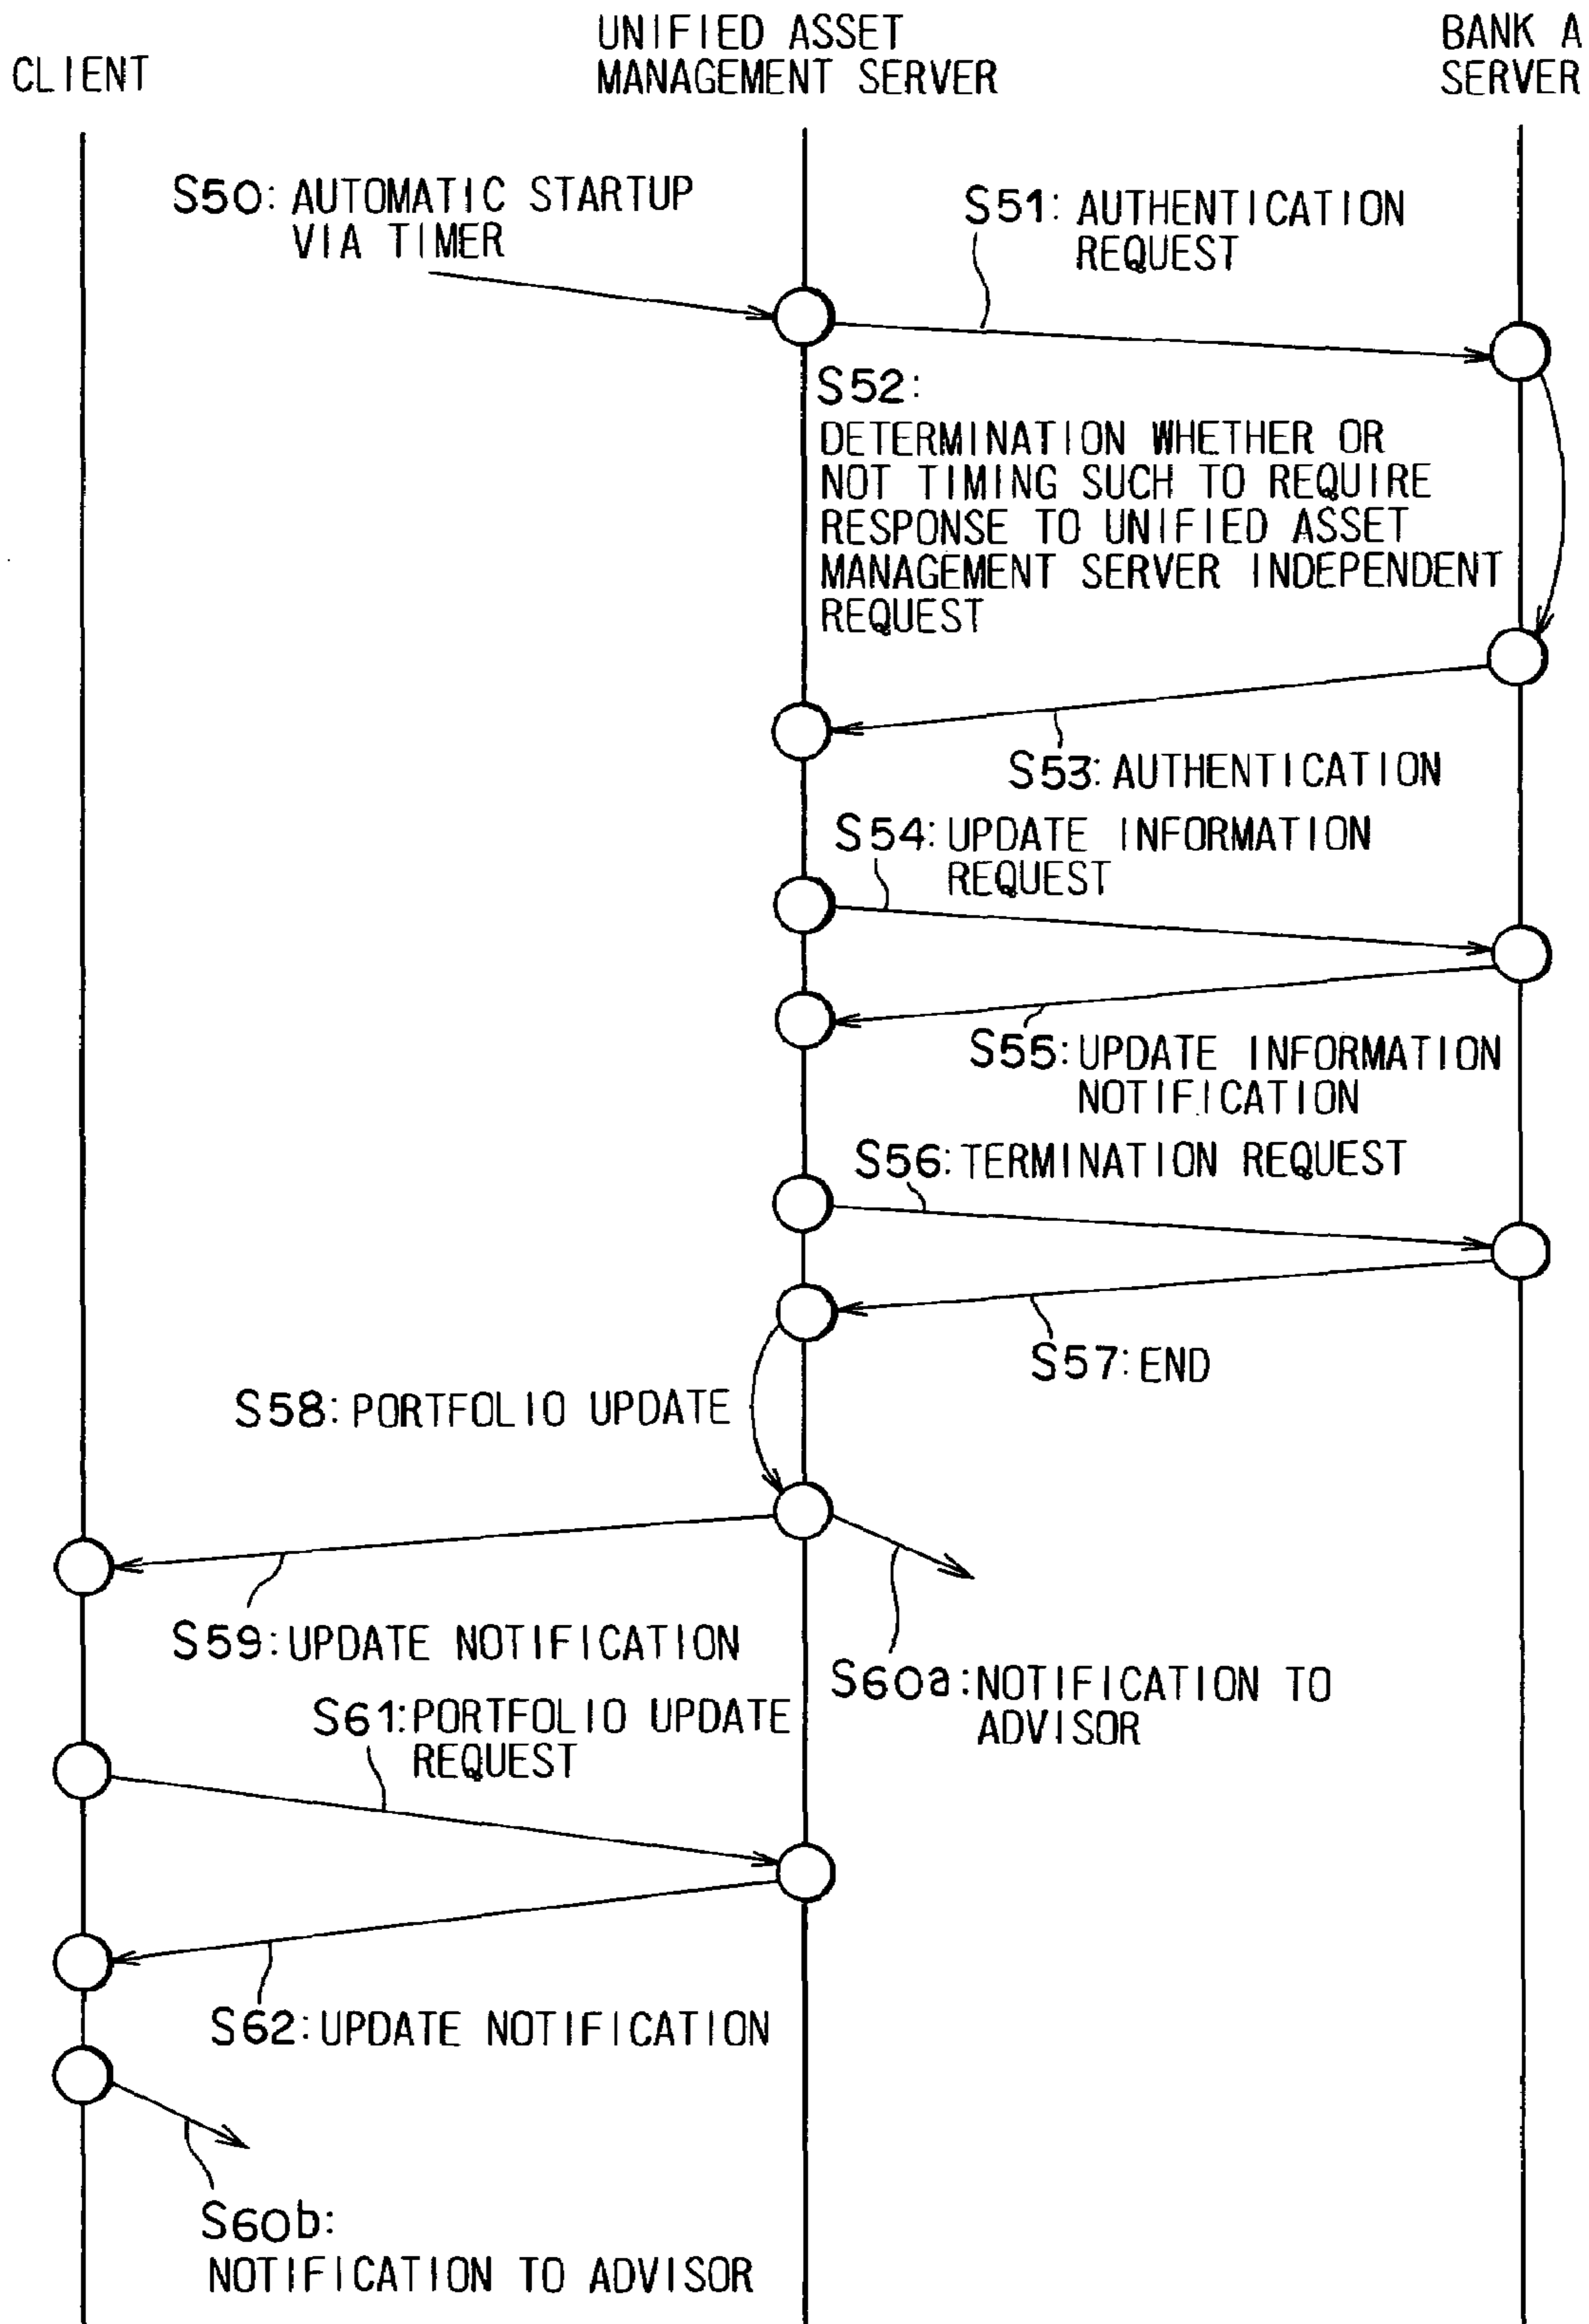 CLIENT
UNIFIED ASSET
MANAGEMENT SERVER
BANK A
SERVER
S50: AUTOMATIC STARTUP
VIA TIMER
S51: AUTHENTICATION
REQUEST
S52:
DETERMINATION WHETHER OR
NOT TIMING SUCH TO REQUIRE
RESPONSE TO UNIFIED ASSET
MANAGEMENT SERVER INDEPENDENT
REQUEST
S53: AUTHENTICATION
S54: UPDATE INFORMATION
REQUEST
S55: UPDATE INFORMATION
NOTIFICATION
S56: TERMINATION REQUEST
S57: END
S58: PORTFOLIO UPDATE
S59: UPDATE NOTIFICATION
S60a: NOTIFICATION TO
ADVISOR
S61: PORTFOLIO UPDATE
REQUEST
S62: UPDATE NOTIFICATION
S60b:
NOTIFICATION TO ADVISOR